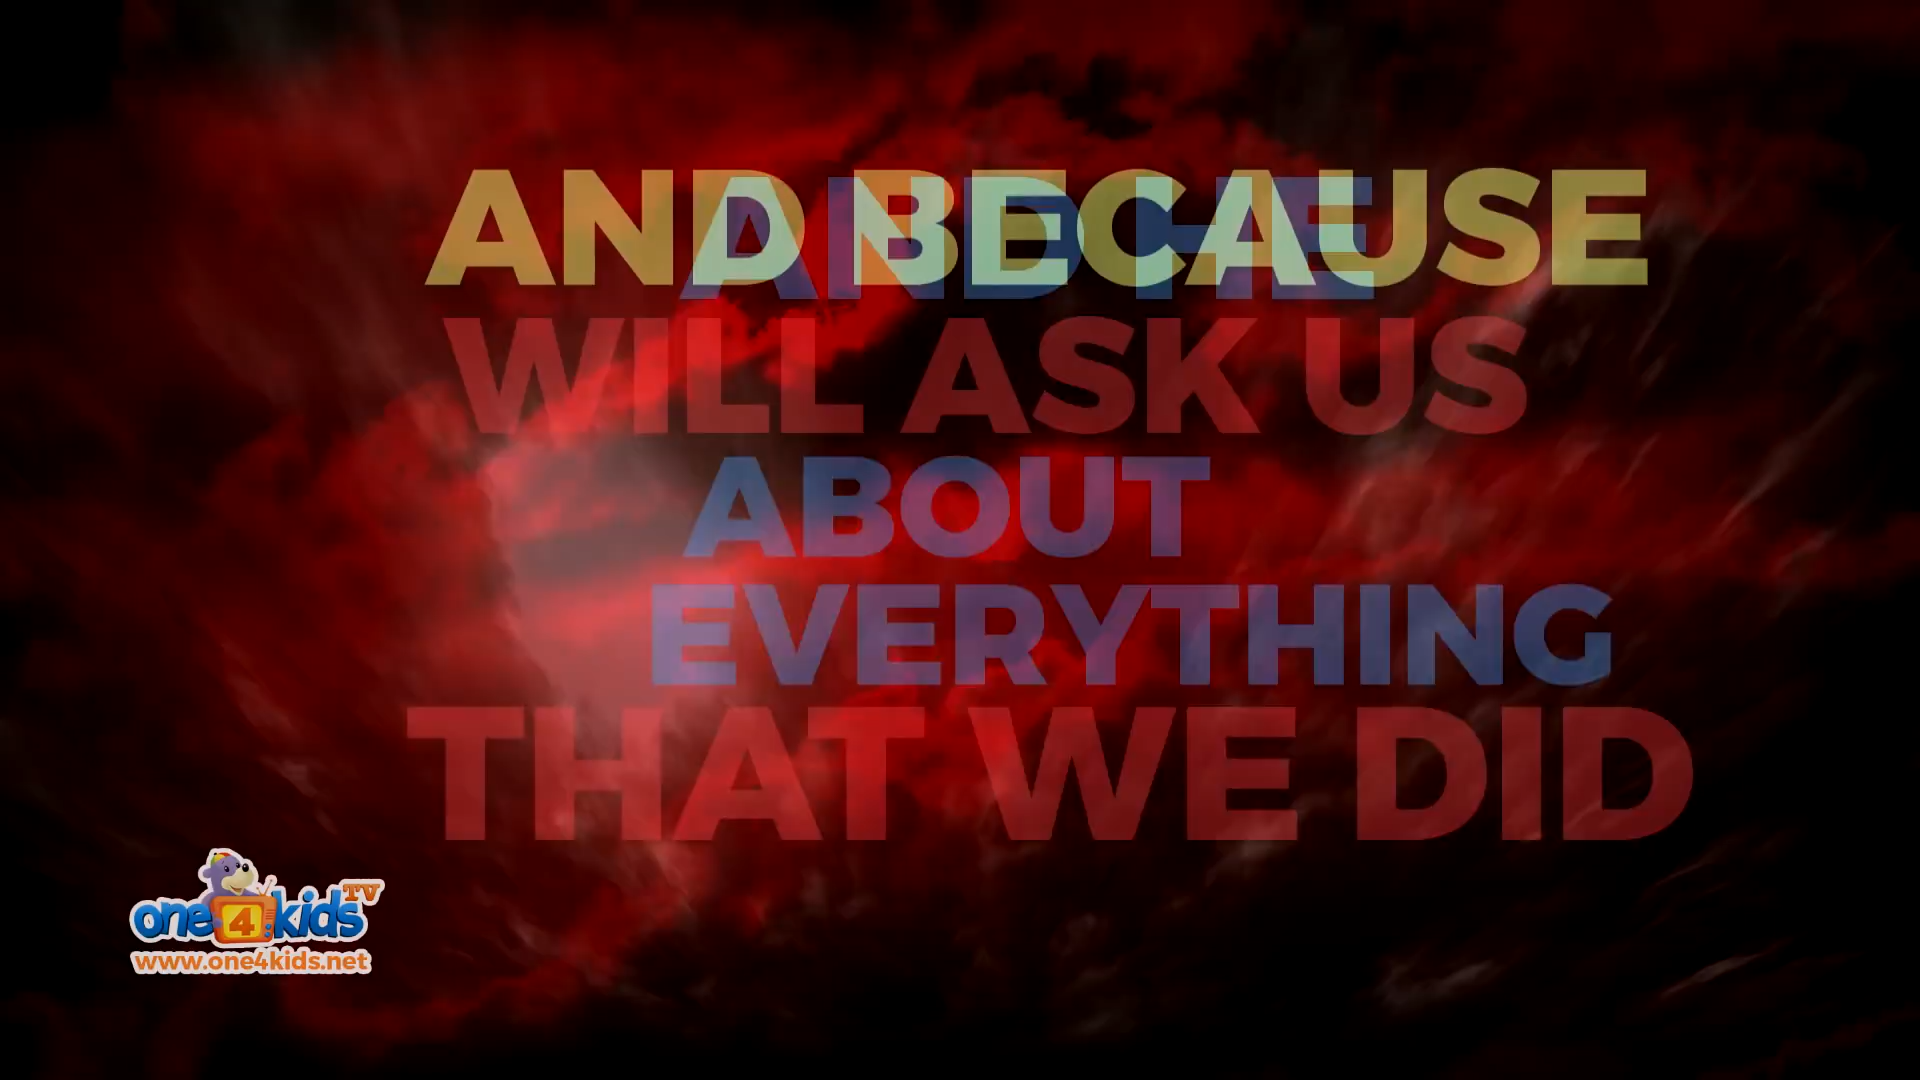 AND BECAUSE
AND HE
WILL ASK US
ABOUT
EVERYTHING
THAT WE DID
one4kids TV
www.one4kids.net